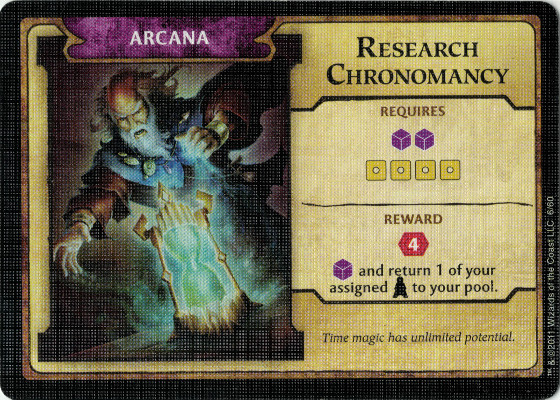 ARCANA
RESEARCH
CHRONOMANCY
REQUIRES
REWARD
4
and return 1 of your
assigned to your pool.
Time magic has unlimited potential.
™ & © 2011 Wizards of the Coast LLC. 6/60